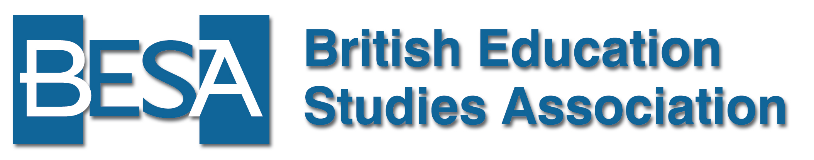 BESA
British Education
Studies Association